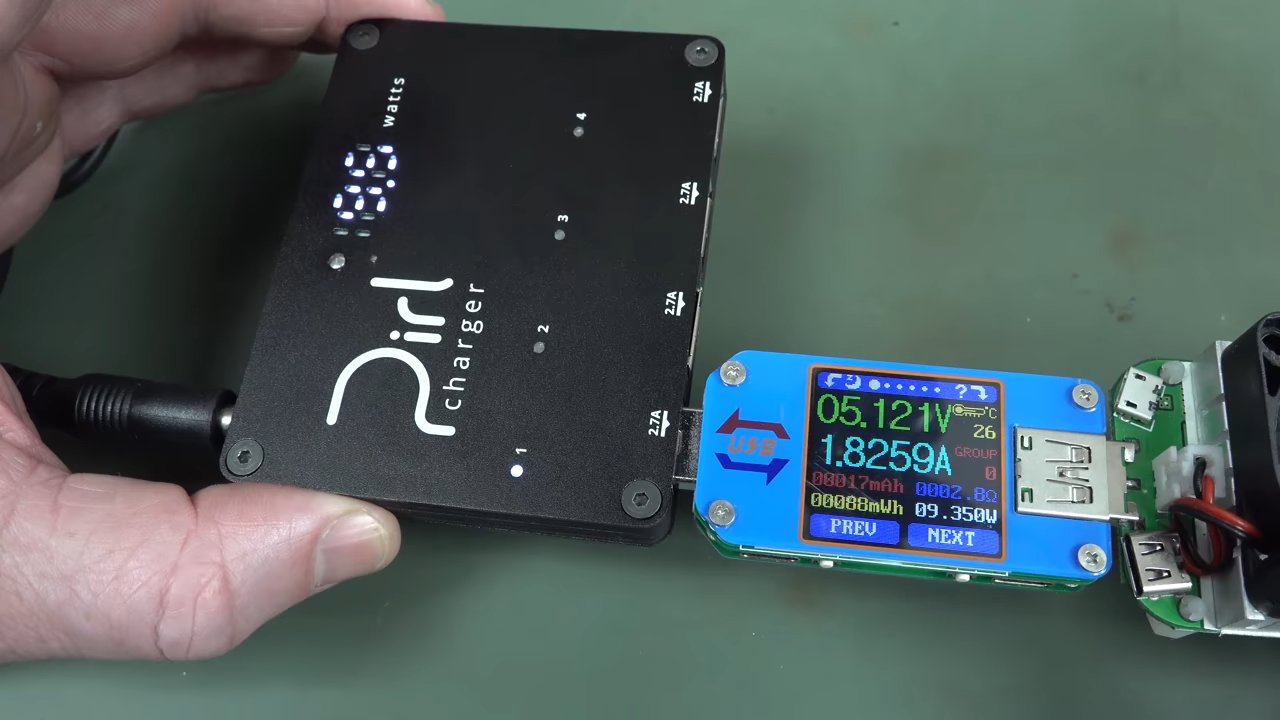 watts
Pirl
charger
1
2
3
4
2.7A
2.7A
2.7A
2.7A
USB
?
05.121V
°C
26
1.8259A
GROUP
0
00017mAh
0002.8Ω
00088mWh
09.350W
PREV
NEXT